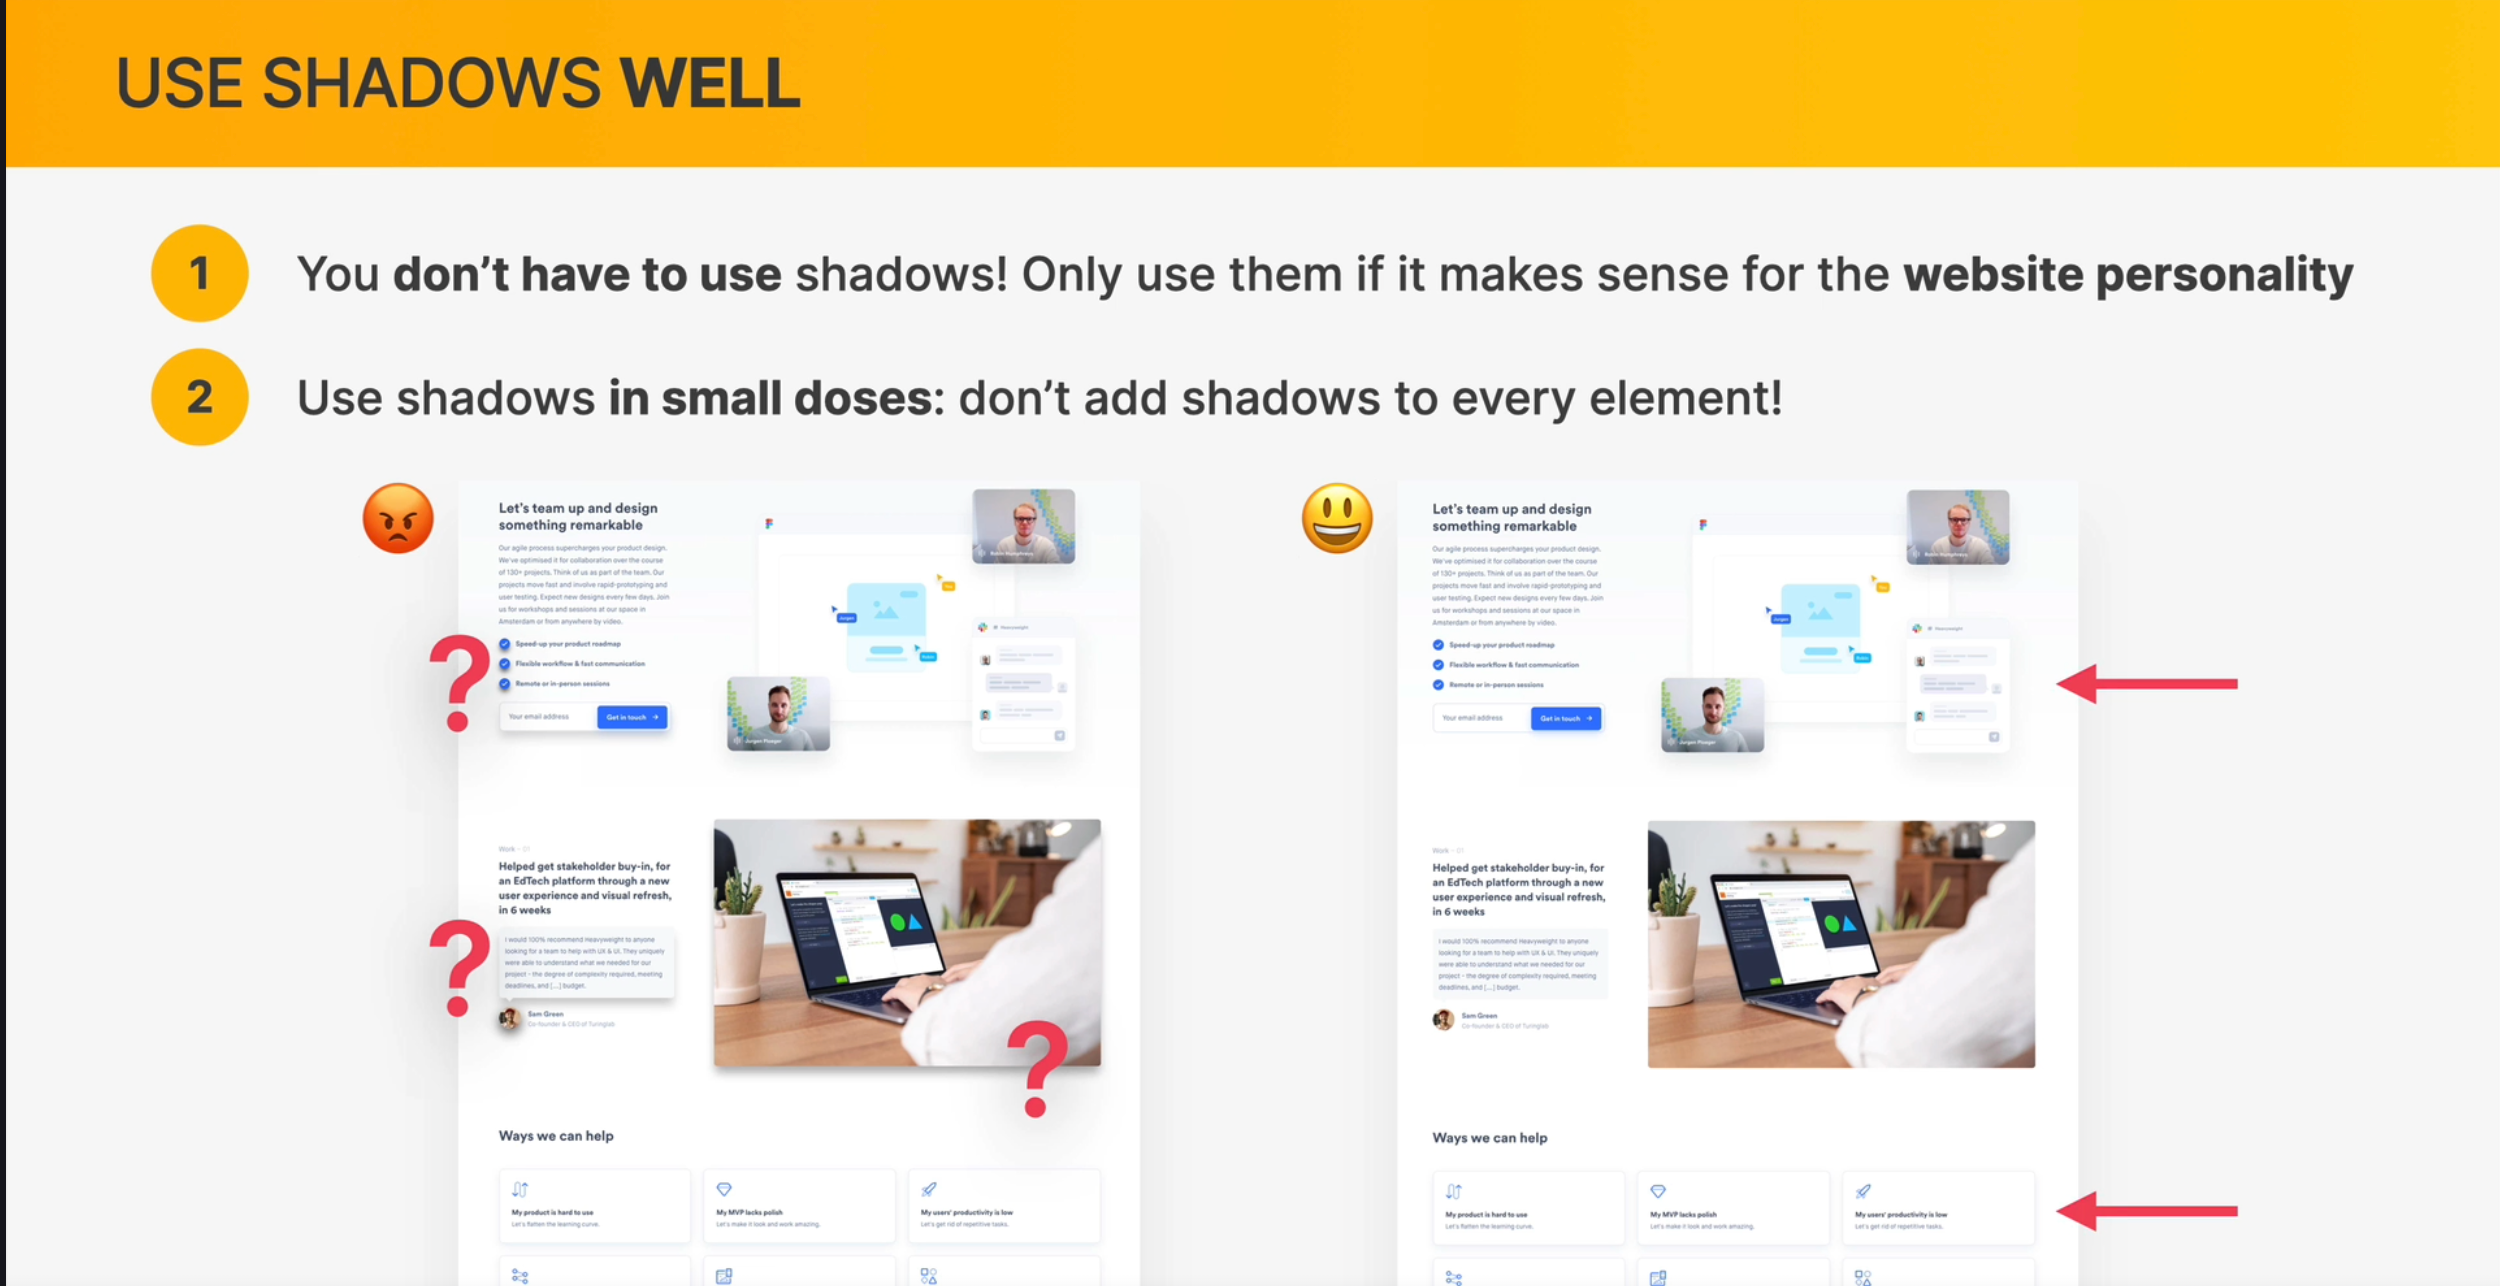 USE SHADOWS WELL
1
You don't have to use shadows! Only use them if it makes sense for the website personality
2
Use shadows in small doses: don't add shadows to every element!
Let's team up and design
something remarkable
Our agile process supercharges your product design.
We've optimised it for collaboration over the course
of 130+ projects. Think of us as part of the team. Our
projects move fast and involve rapid-prototyping and
user testing. Expect new designs every few days. Join
us for workshops and sessions at our space in
Amsterdam or from anywhere by video.
Speed-up your product roadmap
Flexible workflow & fast communication
Remote or in-person sessions
Your email address
Get in touch
Robin Humphreys
You
Jurgen
Robin
# Heavyweight
Jurgen Ploeger
?
Work - 01
Helped get stakeholder buy-in, for
an EdTech platform through a new
user experience and visual refresh,
in 6 weeks
I would 100% recommend Heavyweight to anyone
looking for a team to help with UX & UI. They uniquely
were able to understand what we needed for our
project - the degree of complexity required, meeting
deadlines, and [...] budget.
Sam Green
Co-founder & CEO of Turinglab
?
?
Ways we can help
My product is hard to use
Let's flatten the learning curve.
My MVP lacks polish
Let's make it look and work amazing.
My users' productivity is low
Let's get rid of repetitive tasks.
Let's team up and design
something remarkable
Our agile process supercharges your product design.
We've optimised it for collaboration over the course
of 130+ projects. Think of us as part of the team. Our
projects move fast and involve rapid-prototyping and
user testing. Expect new designs every few days. Join
us for workshops and sessions at our space in
Amsterdam or from anywhere by video.
Speed-up your product roadmap
Flexible workflow & fast communication
Remote or in-person sessions
Your email address
Get in touch
Robin Humphreys
You
Jurgen
Robin
# Heavyweight
Jurgen Ploeger
Work - 01
Helped get stakeholder buy-in, for
an EdTech platform through a new
user experience and visual refresh,
in 6 weeks
I would 100% recommend Heavyweight to anyone
looking for a team to help with UX & UI. They uniquely
were able to understand what we needed for our
project - the degree of complexity required, meeting
deadlines, and [...] budget.
Sam Green
Co-founder & CEO of Turinglab
Ways we can help
My product is hard to use
Let's flatten the learning curve.
My MVP lacks polish
Let's make it look and work amazing.
My users' productivity is low
Let's get rid of repetitive tasks.